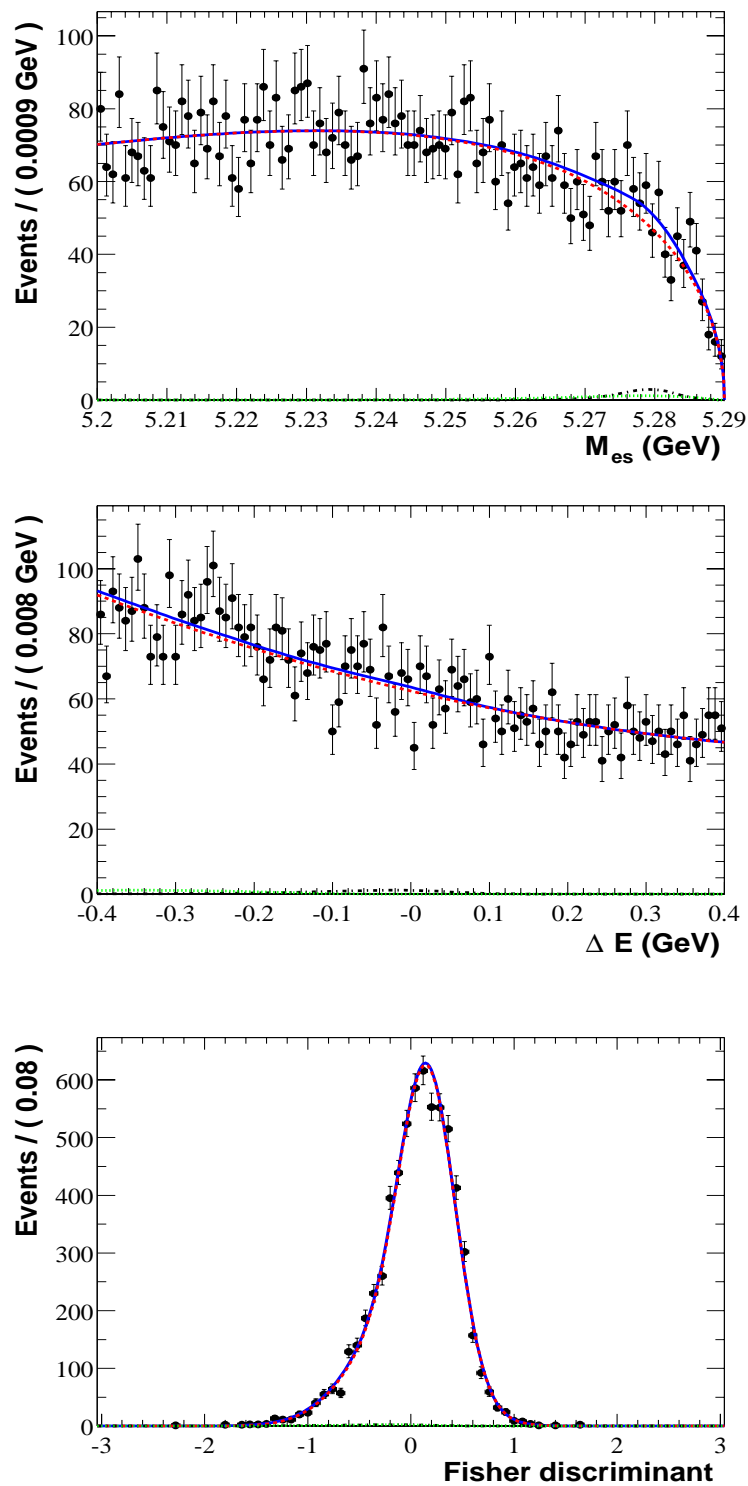 Events / ( 0.0009 GeV )
100
80
60
40
20
0
5.2 5.21 5.22 5.23 5.24 5.25 5.26 5.27 5.28 5.29
M_es (GeV)
Events / ( 0.008 GeV )
100
80
60
40
20
0
-0.4 -0.3 -0.2 -0.1 -0 0.1 0.2 0.3 0.4
Δ E (GeV)
Events / ( 0.08 )
600
500
400
300
200
100
0
-3 -2 -1 0 1 2 3
Fisher discriminant